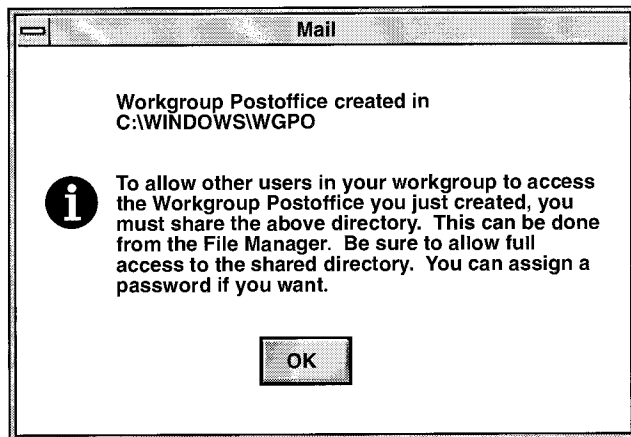 Mail
Workgroup Postoffice created in
C:\WINDOWS\WGPO
To allow other users in your workgroup to access
the Workgroup Postoffice you just created, you
must share the above directory.  This can be done
from the File Manager.  Be sure to allow full
access to the shared directory.  You can assign a
password if you want.
OK